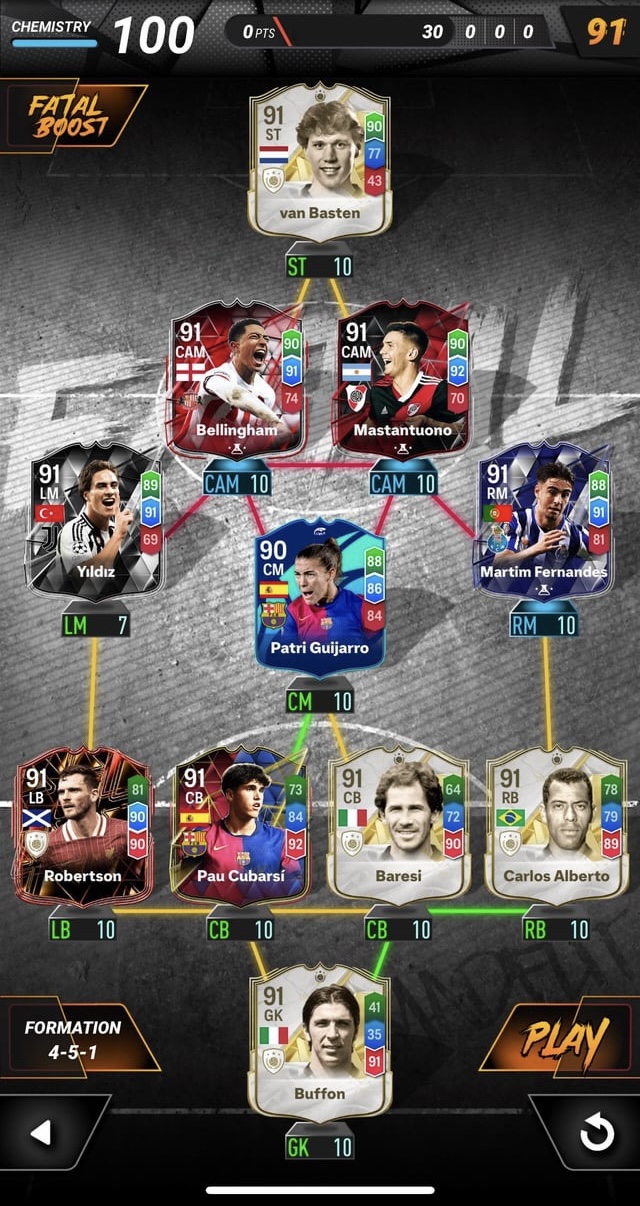 CHEMISTRY 100 0 PTS 30 0 0 0 91
FATAL
BOOST
91
ST
90
77
43
van Basten
ST 10
91
CAM
90
91
74
Bellingham
CAM 10
91
CAM
90
92
70
Mastantuono
CAM 10
91
LM
89
91
69
Yıldız
LM 7
90
CM
88
86
84
Patri Guijarro
CM 10
91
RM
88
91
81
Martim Fernandes
RM 10
91
LB
81
90
90
Robertson
LB 10
91
CB
73
84
92
Pau Cubarsí
CB 10
91
CB
64
72
90
Baresi
CB 10
91
RB
78
79
89
Carlos Alberto
RB 10
91
GK
41
35
91
Buffon
GK 10
FORMATION
4-5-1
PLAY